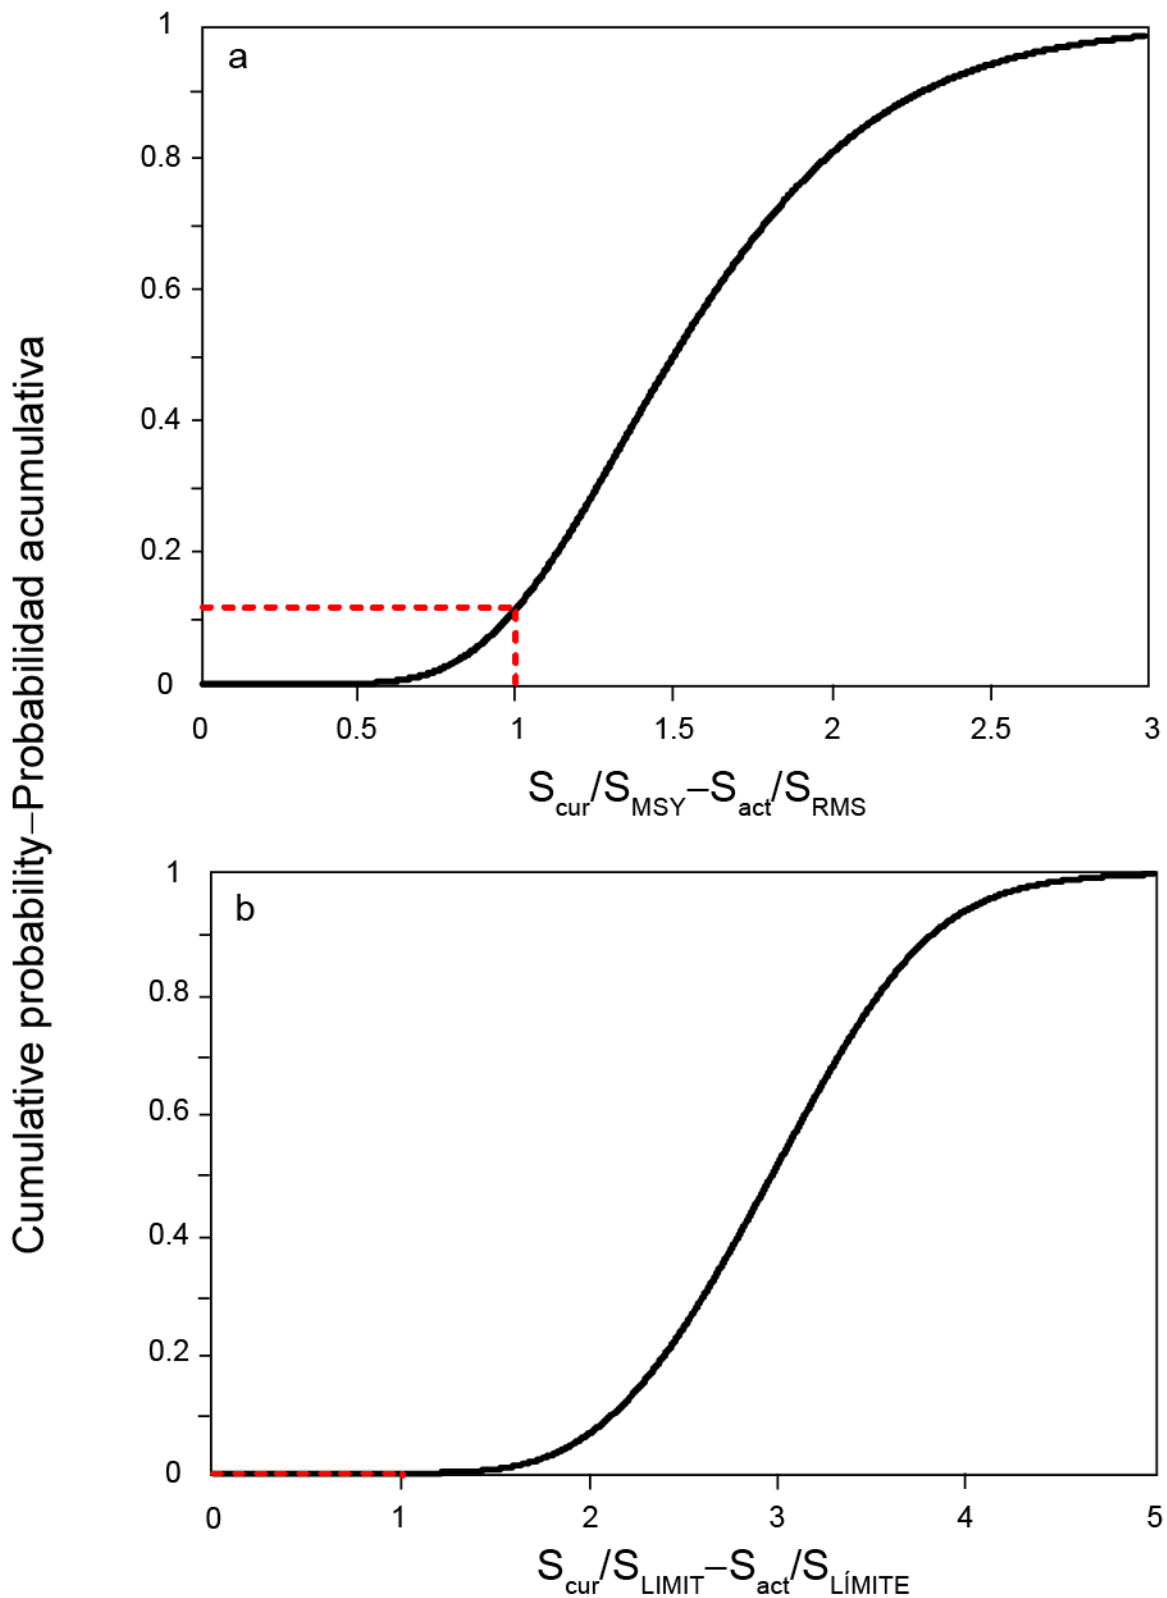 Cumulative probability–Probabilidad acumulativa
a
1
0.8
0.6
0.4
0.2
0
0 0.5 1 1.5 2 2.5 3
Scur/SMSY–Sact/SRMS
b
1
0.8
0.6
0.4
0.2
0
0 1 2 3 4 5
Scur/SLIMIT–Sact/SLÍMITE